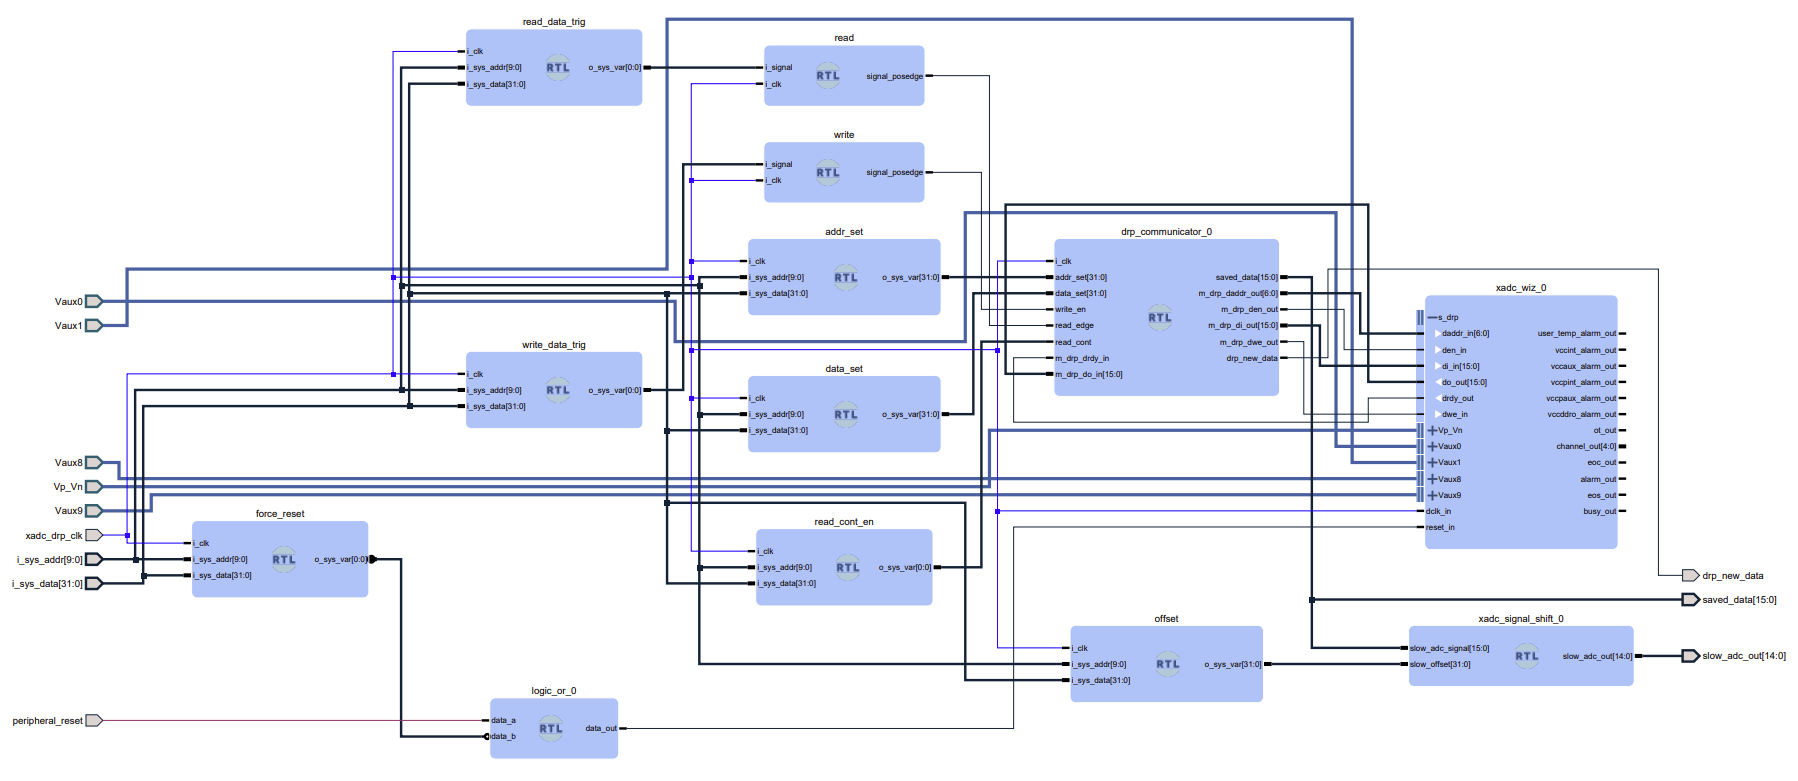 read_data_trig
i_clk
i_sys_addr[9:0]
i_sys_data[31:0]
RTL
o_sys_var[0:0]
read
i_signal
i_clk
RTL
signal_posedge
write
i_signal
i_clk
RTL
signal_posedge
addr_set
i_clk
i_sys_addr[9:0]
i_sys_data[31:0]
RTL
o_sys_var[31:0]
Vaux0
Vaux1
write_data_trig
i_clk
i_sys_addr[9:0]
i_sys_data[31:0]
RTL
o_sys_var[0:0]
data_set
i_clk
i_sys_addr[9:0]
i_sys_data[31:0]
RTL
o_sys_var[31:0]
drp_communicator_0
i_clk
addr_set[31:0]
data_set[31:0]
write_en
read_edge
read_cont
m_drp_drdy_in
m_drp_do_in[15:0]
RTL
saved_data[15:0]
m_drp_daddr_out[6:0]
m_drp_den_out
m_drp_di_out[15:0]
m_drp_dwe_out
drp_new_data
xadc_wiz_0
s_drp
daddr_in[6:0]
den_in
di_in[15:0]
do_out[15:0]
drdy_out
dwe_in
Vp_Vn
Vaux0
Vaux1
Vaux8
Vaux9
dclk_in
reset_in
user_temp_alarm_out
vccint_alarm_out
vccaux_alarm_out
vccpint_alarm_out
vccpaux_alarm_out
vccddro_alarm_out
ot_out
channel_out[4:0]
eoc_out
alarm_out
eos_out
busy_out
Vaux8
Vp_Vn
Vaux9
xadc_drp_clk
i_sys_addr[9:0]
i_sys_data[31:0]
force_reset
i_clk
i_sys_addr[9:0]
i_sys_data[31:0]
RTL
o_sys_var[0:0]
read_cont_en
i_clk
i_sys_addr[9:0]
i_sys_data[31:0]
RTL
o_sys_var[0:0]
drp_new_data
saved_data[15:0]
offset
i_clk
i_sys_addr[9:0]
i_sys_data[31:0]
RTL
o_sys_var[31:0]
xadc_signal_shift_0
slow_adc_signal[15:0]
slow_offset[31:0]
RTL
slow_adc_out[14:0]
slow_adc_out[14:0]
peripheral_reset
logic_or_0
data_a
data_b
RTL
data_out